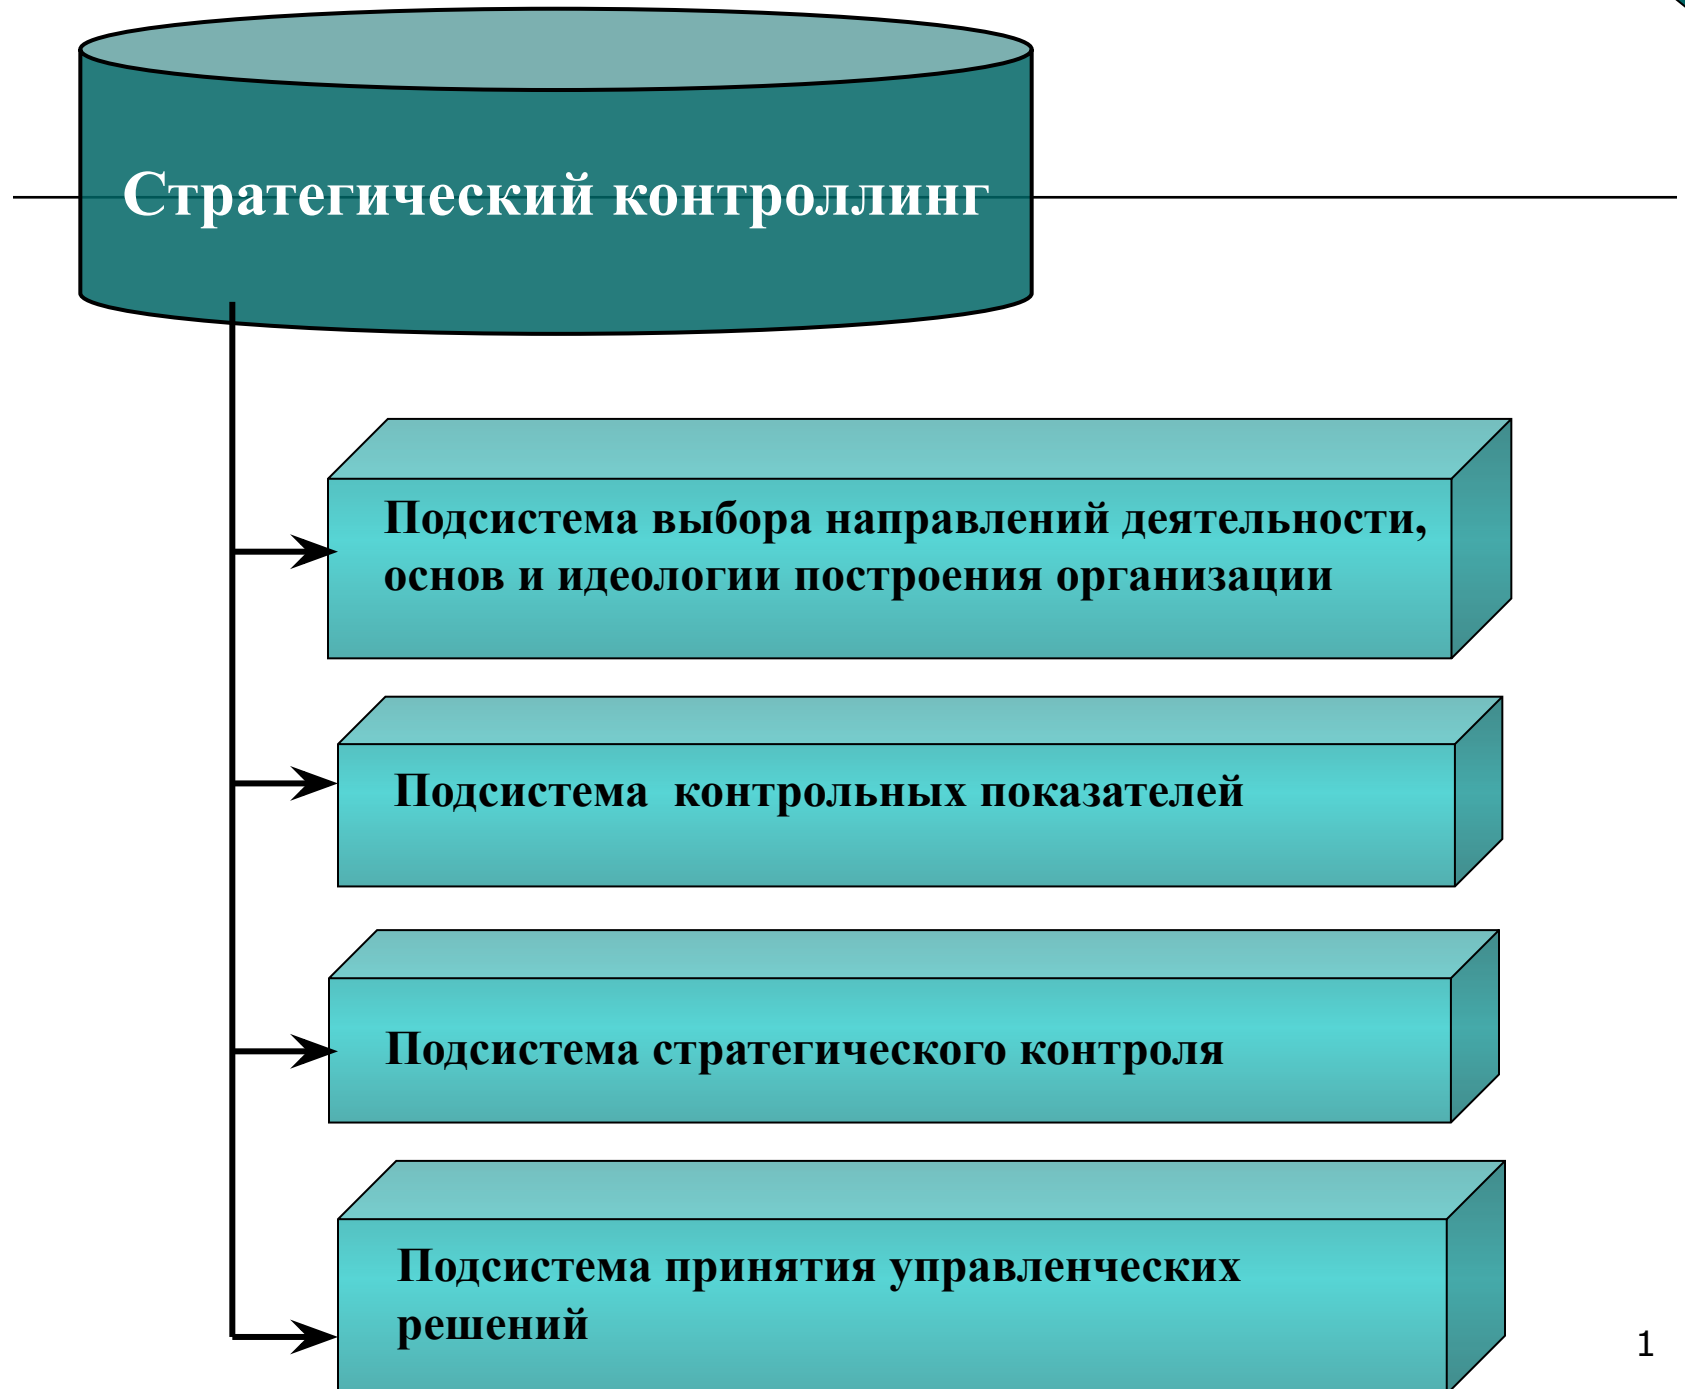 Стратегический контроллинг
Подсистема выбора направлений деятельности,
основ и идеологии построения организации
Подсистема  контрольных показателей
Подсистема стратегического контроля
Подсистема принятия управленческих
решений
1